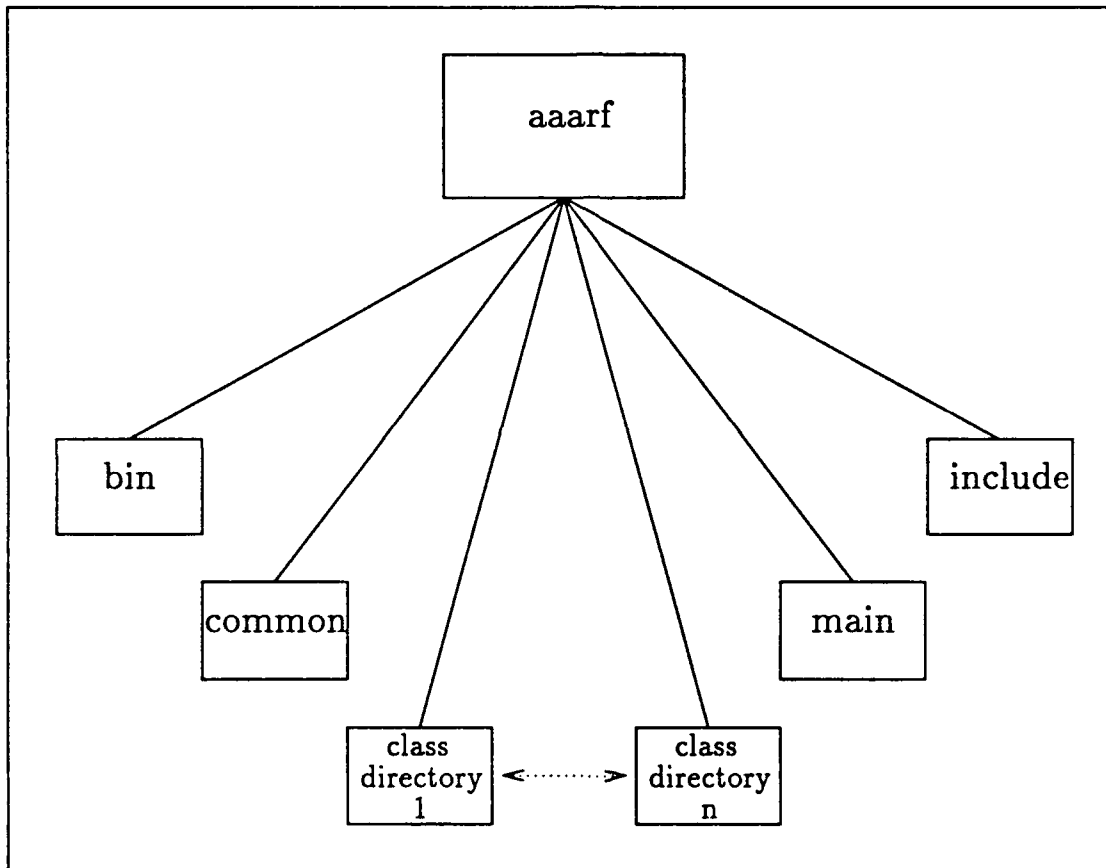 aaarf
bin
include
common
main
class
directory
1
class
directory
n